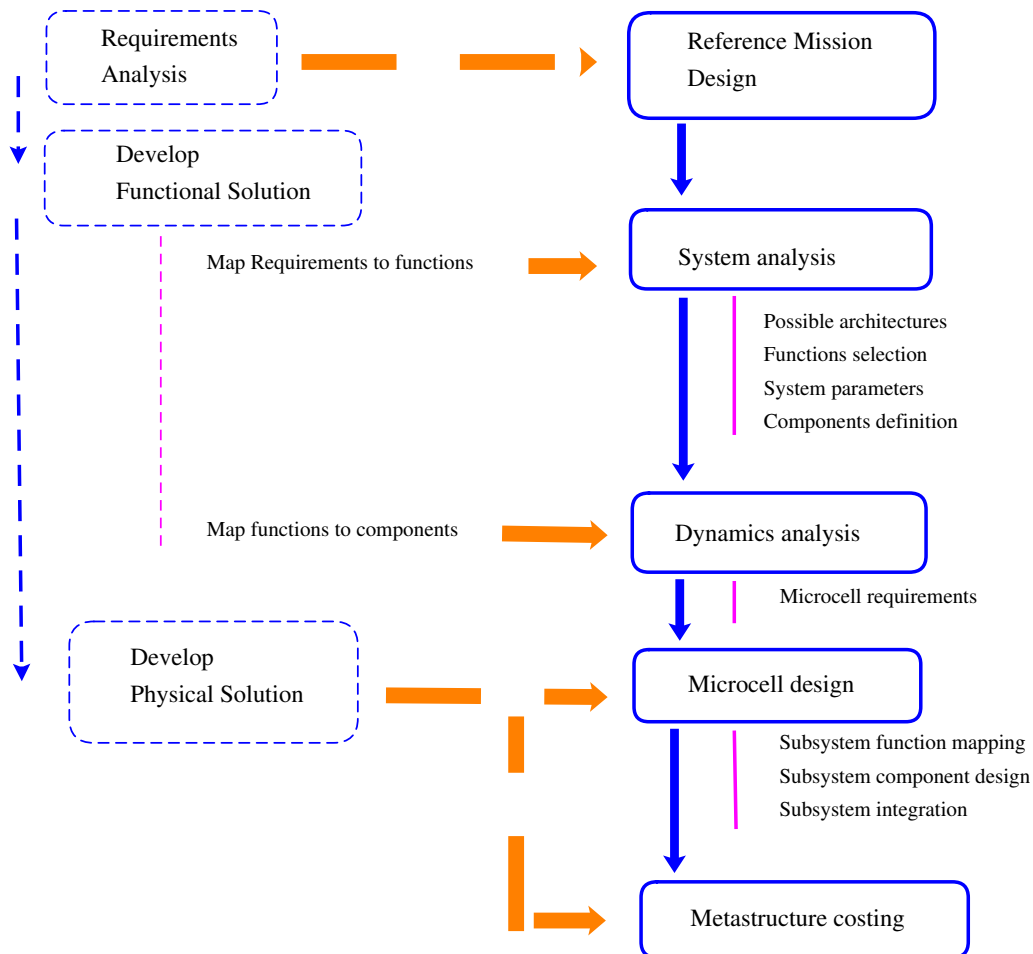 Requirements
Analysis
Reference Mission
Design
Develop
Functional Solution
Map Requirements to functions
System analysis
Possible architectures
Functions selection
System parameters
Components definition
Map functions to components
Dynamics analysis
Microcell requirements
Develop
Physical Solution
Microcell design
Subsystem function mapping
Subsystem component design
Subsystem integration
Metastructure costing